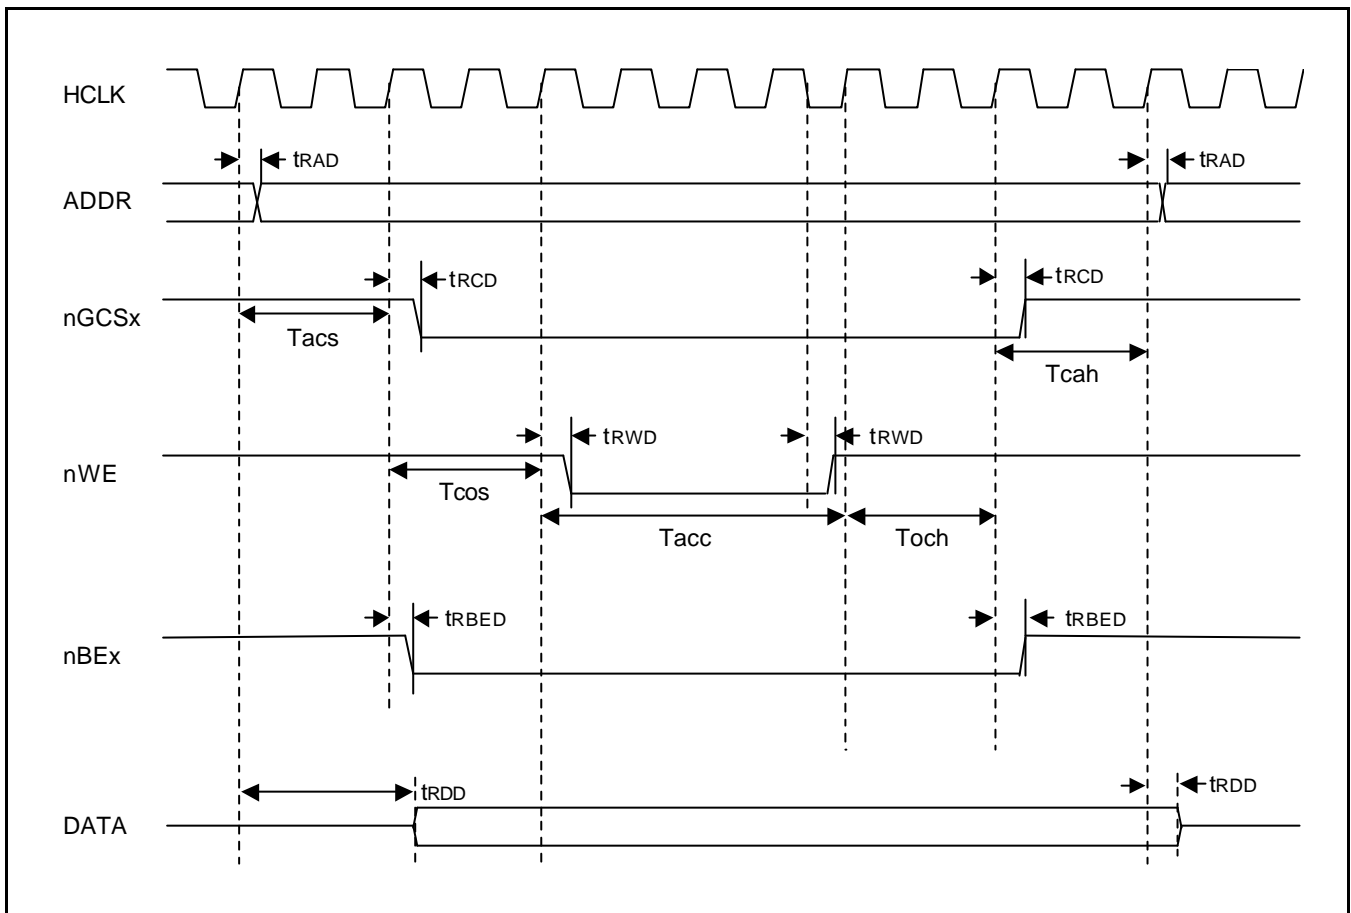 HCLK
tRAD
tRAD
ADDR
tRCD
tRCD
nGCSx
Tacs
Tcah
tRWD
tRWD
nWE
Tcos
Tacc
Toch
tRBED
tRBED
nBEx
tRDD
tRDD
DATA